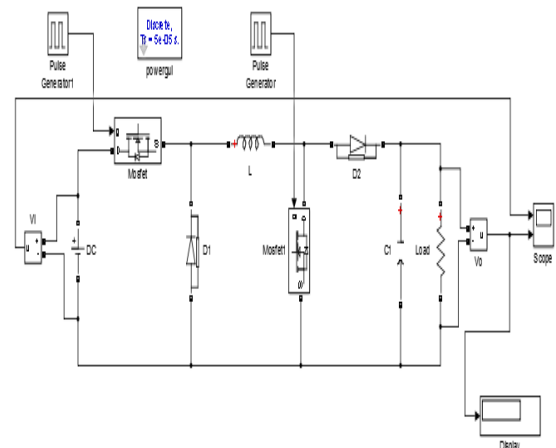 Discrete,
Ts = 5e-005 s.
powergui
Pulse
Generator1
Pulse
Generator
g
D
S
Mosfet
L
D2
VI
+
-
u
+
DC
D1
Mosfet1
C1
Load
+
-
u
Vo
Scope
Display